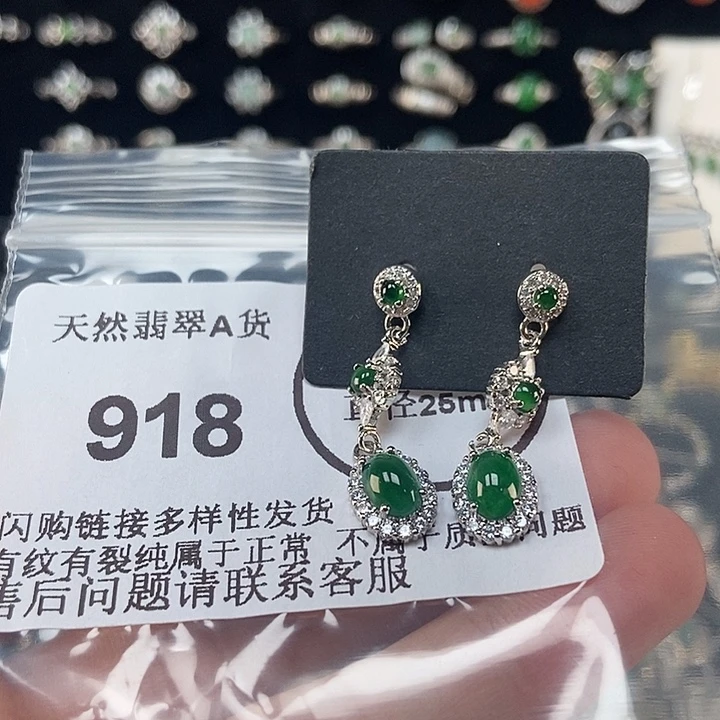 天然翡翠A货
918
直径25m
闪购链接多样性发货
有纹有裂纯属于正常 不属于质 问题
售后问题请联系客服